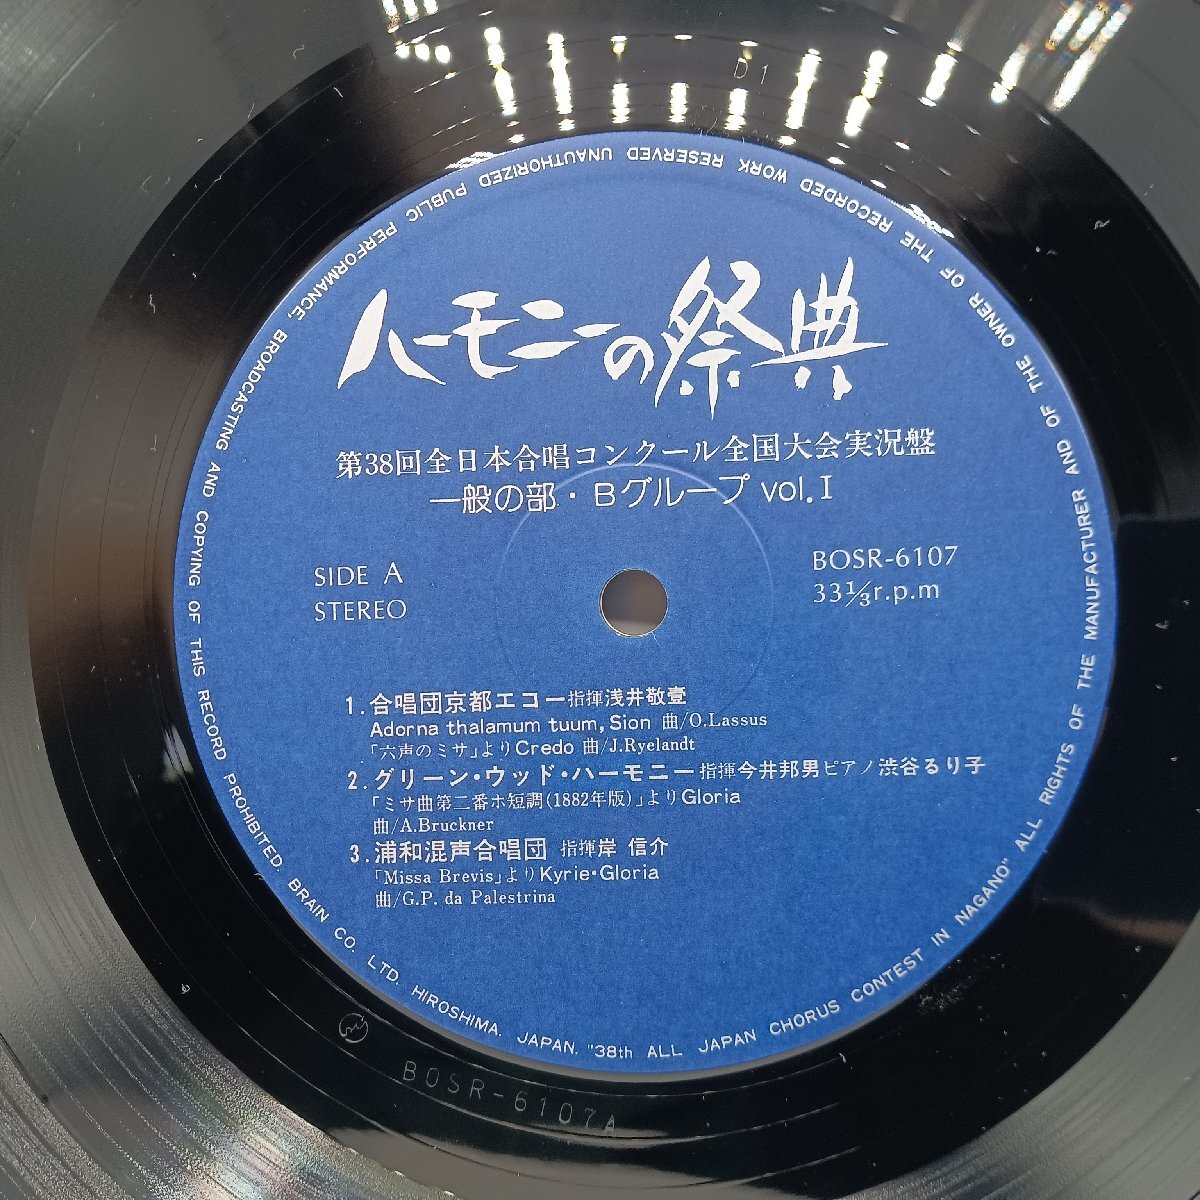 ハーモニーの祭典
第38回全日本合唱コンクール全国大会実況盤
一般の部・Bグループ vol.I
SIDE A
STEREO
BOSR-6107
33⅓r.p.m
1.合唱団京都エコー指揮浅井敬壹
Adorna thalamum tuum, Sion 曲/O.Lassus
「六声のミサ」よりCredo 曲/J.Ryelandt
2.グリーン・ウッド・ハーモニー指揮今井邦男ピアノ渋谷るり子
「ミサ曲第二番ホ短調(1882年版)」よりGloria
曲/A.Bruckner
3.浦和混声合唱団 指揮岸 信介
「Missa Brevis」よりKyrie・Gloria
曲/G.P. da Palestrina
"38th ALL JAPAN CHORUS CONTEST IN NAGANO" ALL RIGHTS OF THE MANUFACTURER AND OF THE OWNER OF THE RECORDED WORK RESERVED UNAUTHORIZED PUBLIC PERFORMANCE, BROADCASTING AND COPYING OF THIS RECORD PROHIBITED. BRAIN CO. LTD. HIROSHIMA. JAPAN.
D1
BOSR-6107A